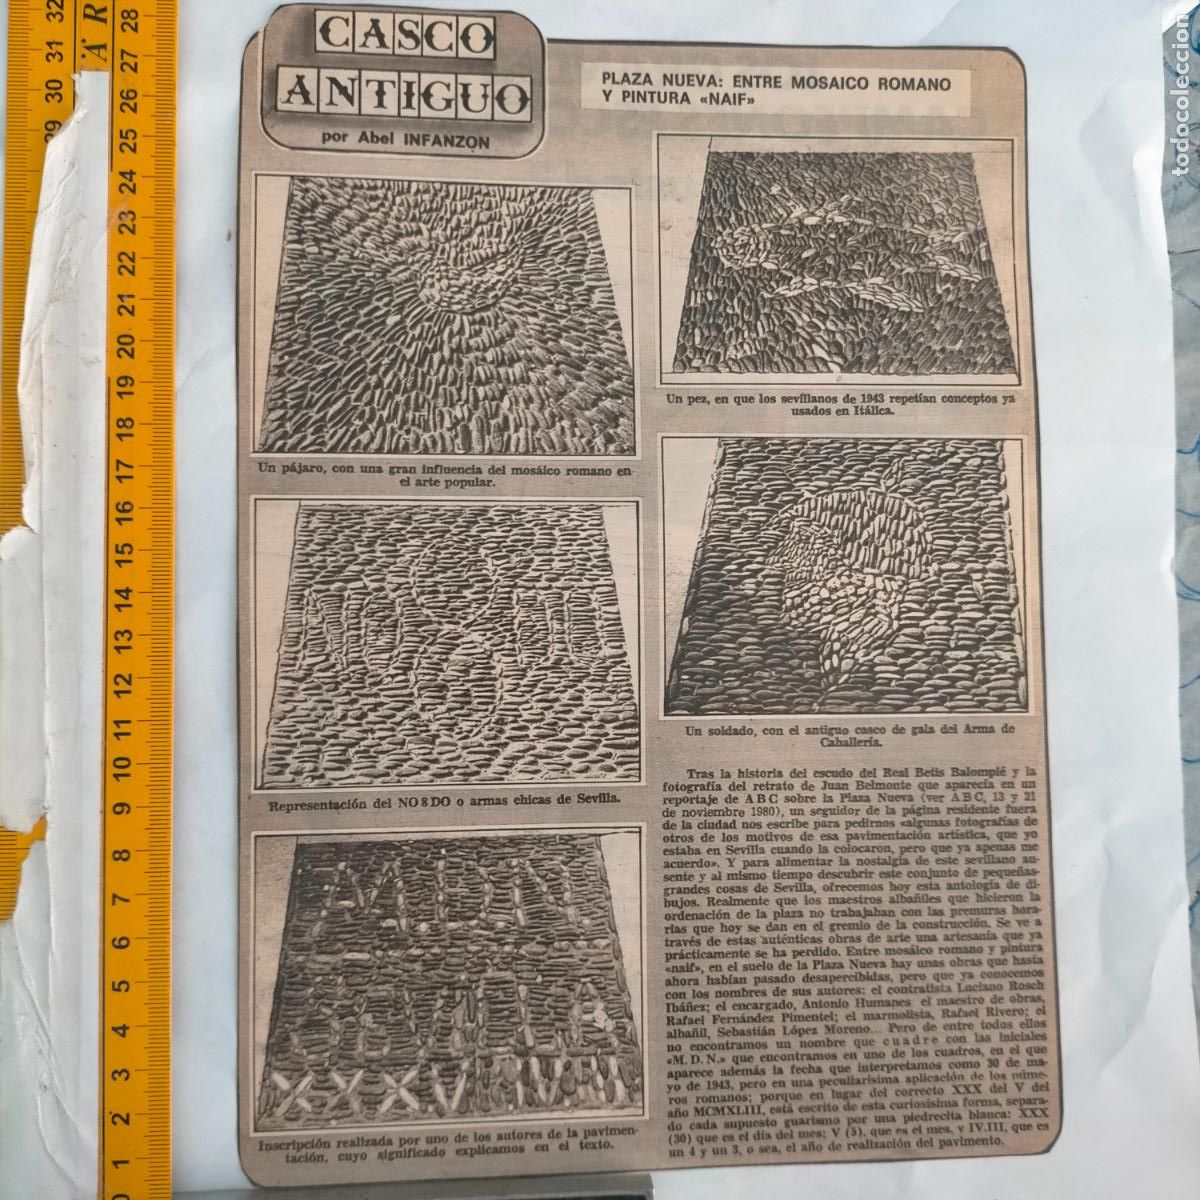 CASCO
ANTIGUO
por Abel INFANZON
PLAZA NUEVA: ENTRE MOSAICO ROMANO
Y PINTURA «NAIF»
Un pájaro, con una gran influencia del mosáico romano en
el arte popular.
Un pez, en que los sevillanos de 1943 repetían conceptos ya
usados en Itálica.
Representación del NO8DO o armas chicas de Sevilla.
Un soldado, con el antiguo casco de gala del Arma de
Caballería.
Inscripción realizada por uno de los autores de la pavimen-
tación, cuyo significado explicamos en el texto.
Tras la historia del escudo del Real Betis Balompié y la
fotografía del retrato de Juan Belmonte que aparecía en un
reportaje de ABC sobre la Plaza Nueva (ver ABC, 13 y 21
de noviembre 1980), un seguidor de la página residente fuera
de la ciudad nos escribe para pedirnos «algunas fotografías de
otros de los motivos de esa pavimentación artística, que yo
estaba en Sevilla cuando la colocaron, pero que ya apenas me
acuerdo». Y para alimentar la nostalgia de este sevillano au-
sente y al mismo tiempo descubrir este conjunto de pequeñas-
grandes cosas de Sevilla, ofrecemos hoy esta antología de di-
bujos. Realmente que los maestros albañiles que hicieron la
ordenación de la plaza no trabajaban con las premuras hora-
rias que hoy se dan en el gremio de la construcción. Se ve a
través de estas auténticas obras de arte una artesanía que ya
prácticamente se ha perdido. Entre mosáico romano y pintura
«naif», en el suelo de la Plaza Nueva hay unas obras que hasta
ahora habían pasado desapercibidas, pero que ya conocemos
con los nombres de sus autores: el contratista Luciano Rosch
Ibáñez; el encargado, Antonio Humanes el maestro de obras,
Rafael Fernández Pimentel; el marmolista, Rafael Rivero; el
albañil, Sebastián López Moreno... Pero de entre todos ellos
no encontramos un nombre que cuadre con las iniciales
«M.D.N.» que encontramos en uno de los cuadros, en el que
aparece además la fecha que interpretamos como 30 de ma-
yo de 1943, pero en una peculiarísima aplicación de los núme-
ros romanos; porque en lugar del correcto XXX del V del
año MCMXLIII, está escrito de esta curiosísima forma, separa-
do cada supuesto guarismo por una piedrecita blanca: XXX
(30) que es el día del mes; V (5), que es el mes, y IV.III, que es
un 4 y un 3, o sea, el año de realización del pavimento.
todocoleccion